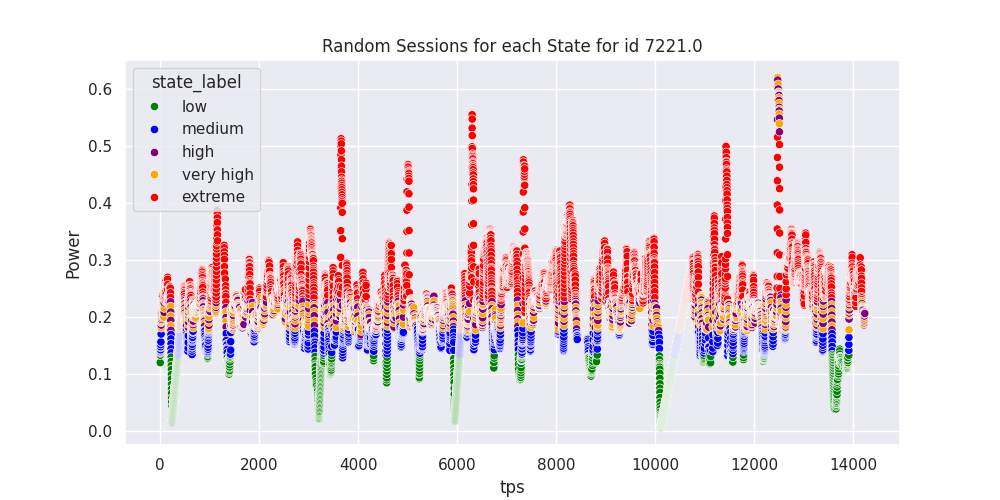 Random Sessions for each State for id 7221.0
state_label
low
medium
high
very high
extreme
Power
0.6
0.5
0.4
0.3
0.2
0.1
0.0
0 2000 4000 6000 8000 10000 12000 14000
tps